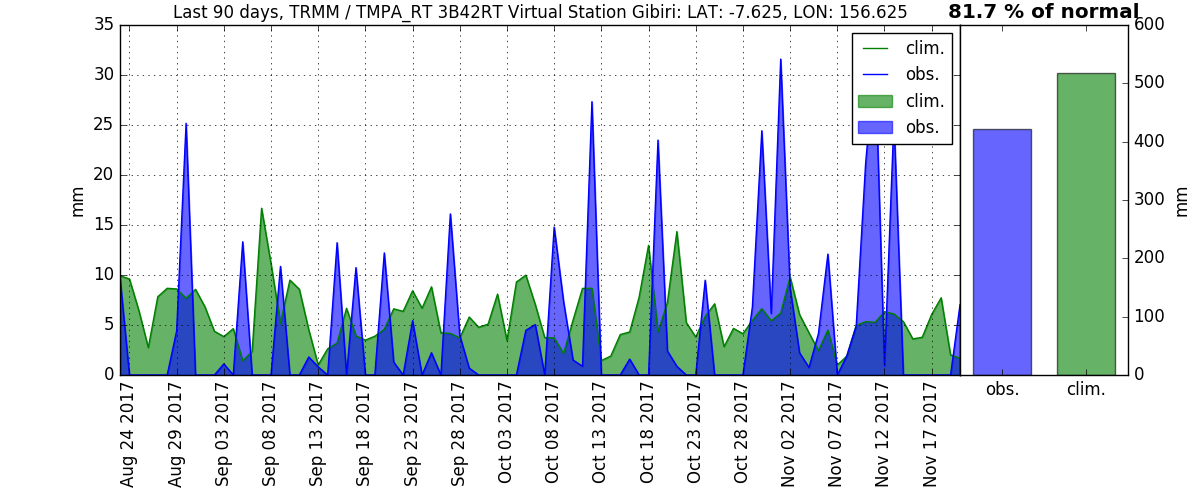 Last 90 days, TRMM / TMPA_RT 3B42RT Virtual Station Gibiri: LAT: -7.625, LON: 156.625
81.7 % of normal
35
30
25
20
15
10
5
0
mm
clim.
obs.
clim.
obs.
600
500
400
300
200
100
0
mm
obs.
clim.
Aug 24 2017
Aug 29 2017
Sep 03 2017
Sep 08 2017
Sep 13 2017
Sep 18 2017
Sep 23 2017
Sep 28 2017
Oct 03 2017
Oct 08 2017
Oct 13 2017
Oct 18 2017
Oct 23 2017
Oct 28 2017
Nov 02 2017
Nov 07 2017
Nov 12 2017
Nov 17 2017